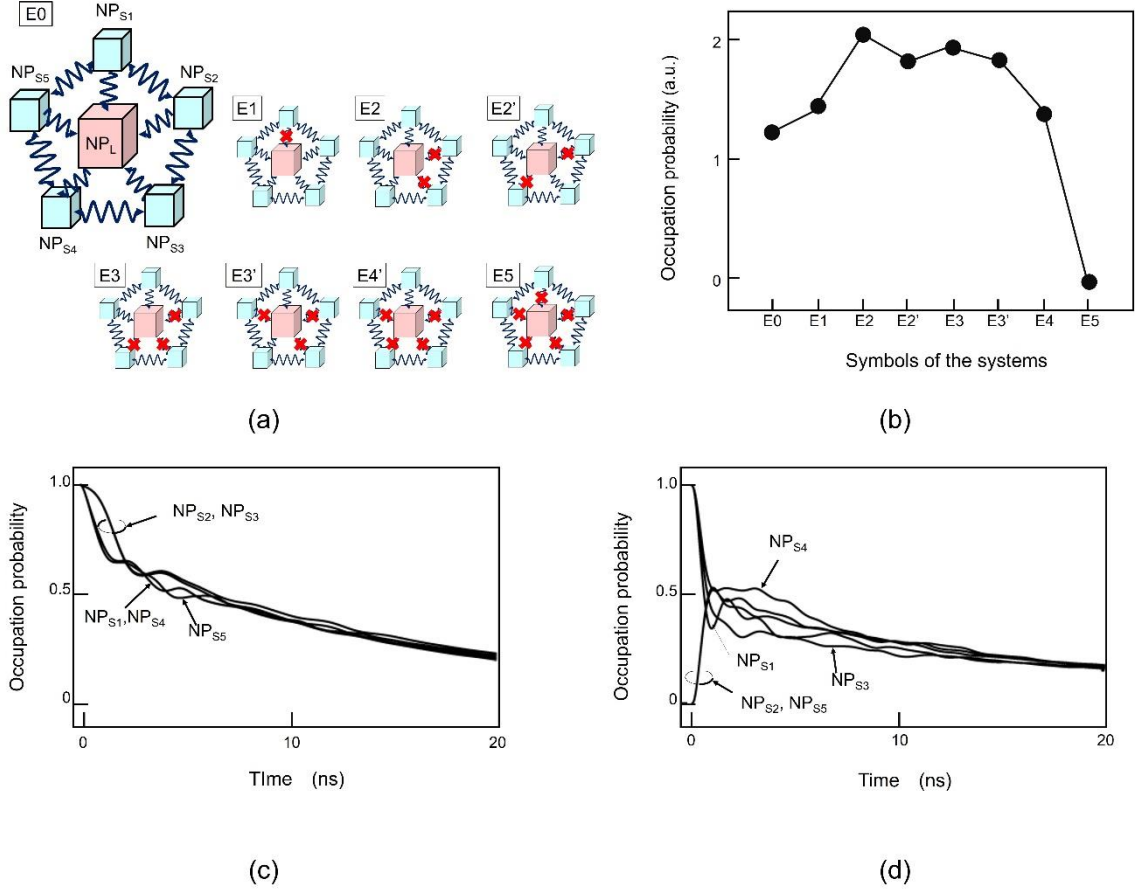 E0
NPS1
NPS5
NPS2
NPL
NPS4
NPS3
E1
E2
E2'
E3
E3'
E4'
E5
(a)
Occupation probability (a.u.)
2
1
0
E0 E1 E2 E2' E3 E3' E4 E5
Symbols of the systems
(b)
Occupation probability
1.0
0.5
0
NPS2, NPS3
NPS1,NPS4
NPS5
0 10 20
TIme (ns)
(c)
Occupation probability
1.0
0.5
0
NPS4
NPS1
NPS3
NPS2, NPS5
0 10 20
Time (ns)
(d)